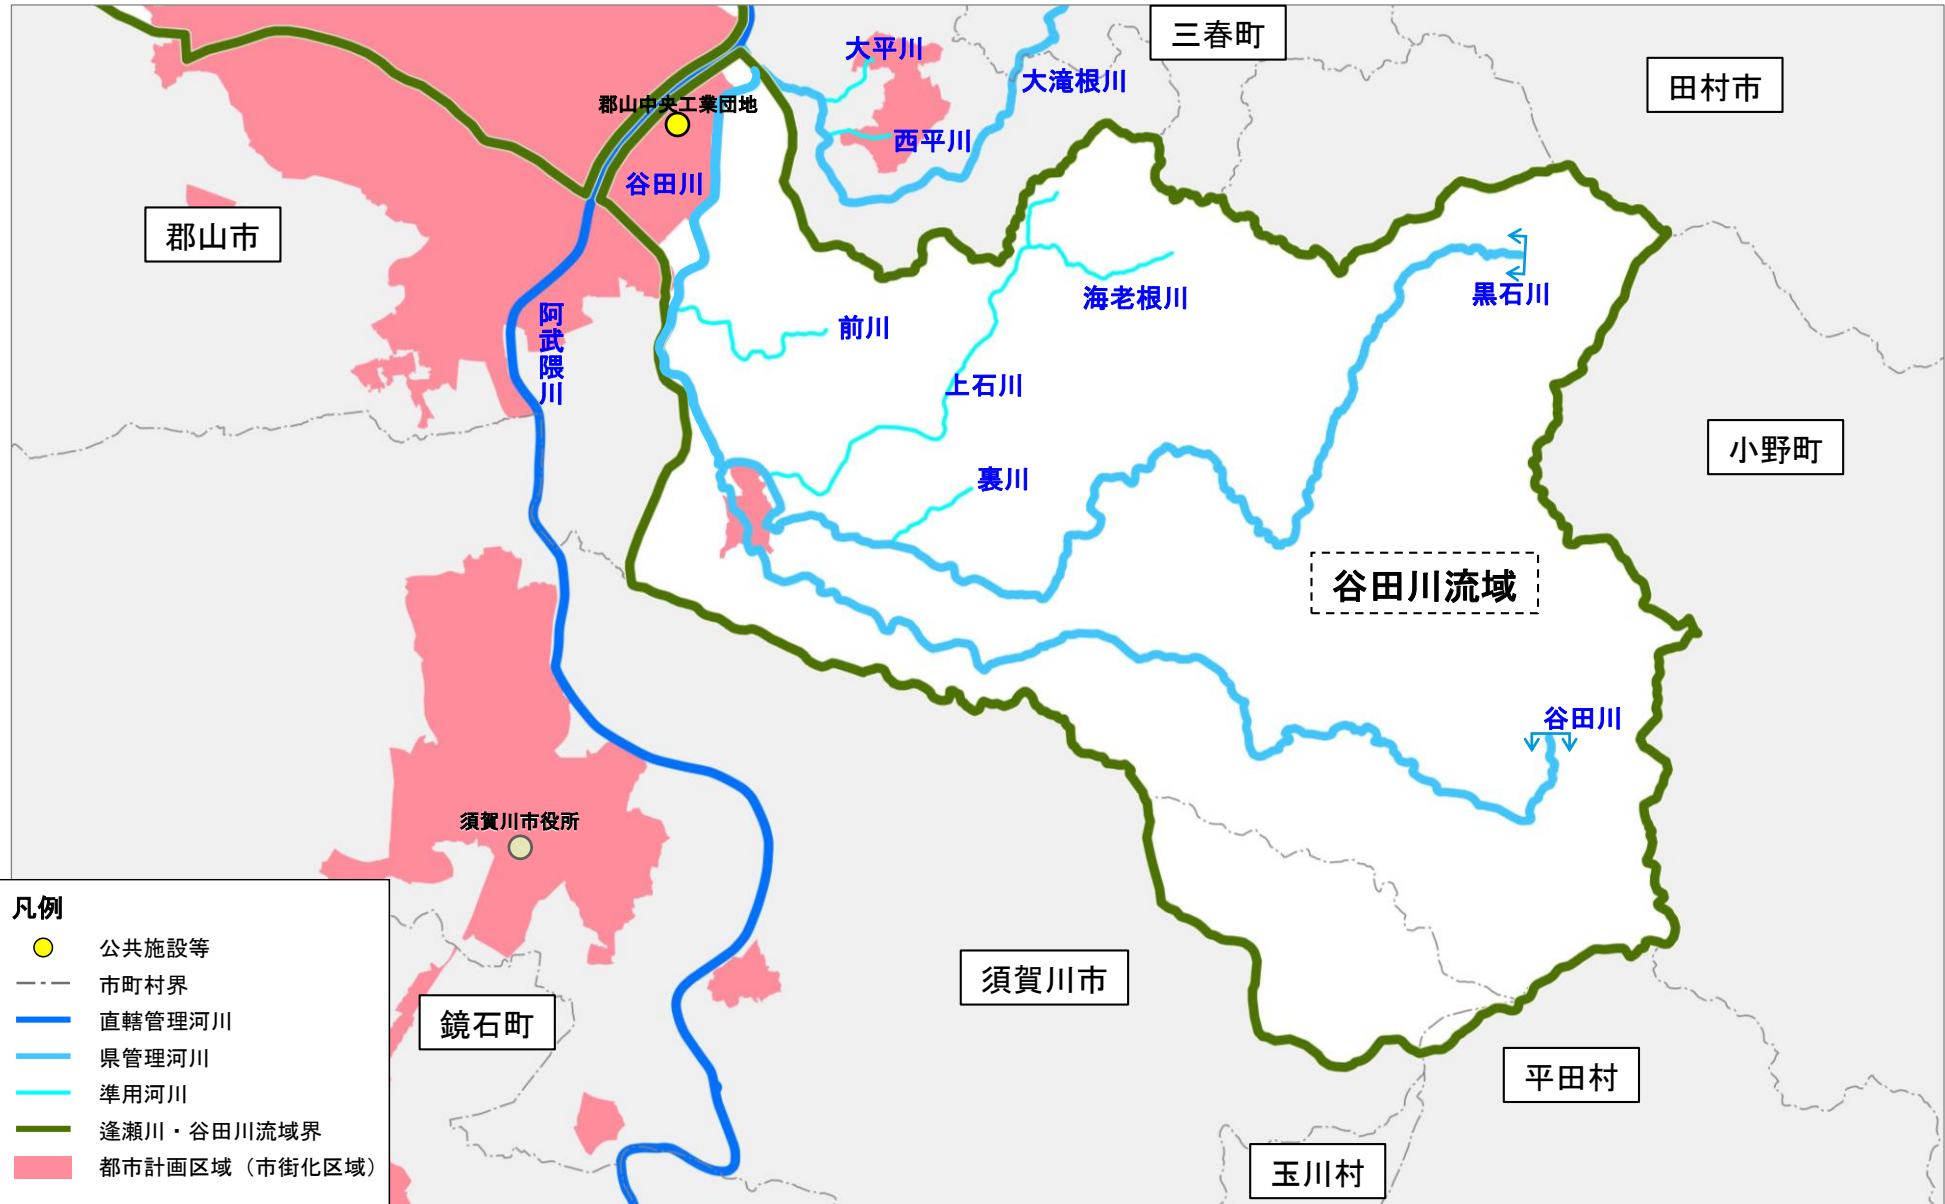 三春町
大平川
大滝根川
田村市
郡山中央工業団地
西平川
谷田川
郡山市
海老根川
黒石川
阿武隈川
前川
上石川
小野町
裏川
谷田川流域
谷田川
須賀川市役所
須賀川市
鏡石町
平田村
玉川村
凡例
公共施設等
市町村界
直轄管理河川
県管理河川
準用河川
逢瀬川・谷田川流域界
都市計画区域（市街化区域）